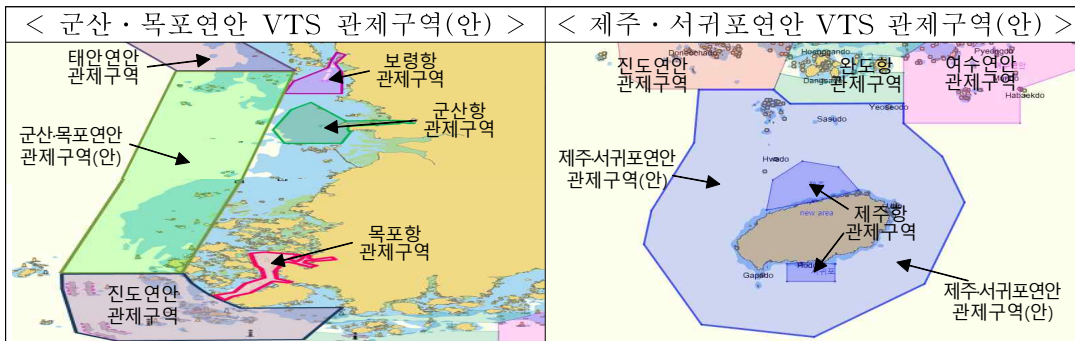 < 군산・목포연안 VTS 관제구역(안) >
태안연안
관제구역
보령항
관제구역
군산항
관제구역
군산·목포연안
관제구역(안)
목포항
관제구역
진도연안
관제구역
< 제주・서귀포연안 VTS 관제구역(안) >
진도연안
관제구역
완도항
관제구역
여수연안
관제구역
Yeoseodo
Sasudo
Hwado
제주·서귀포연안
관제구역(안)
new area
제주항
관제구역
Gapado
제주·서귀포연안
관제구역(안)